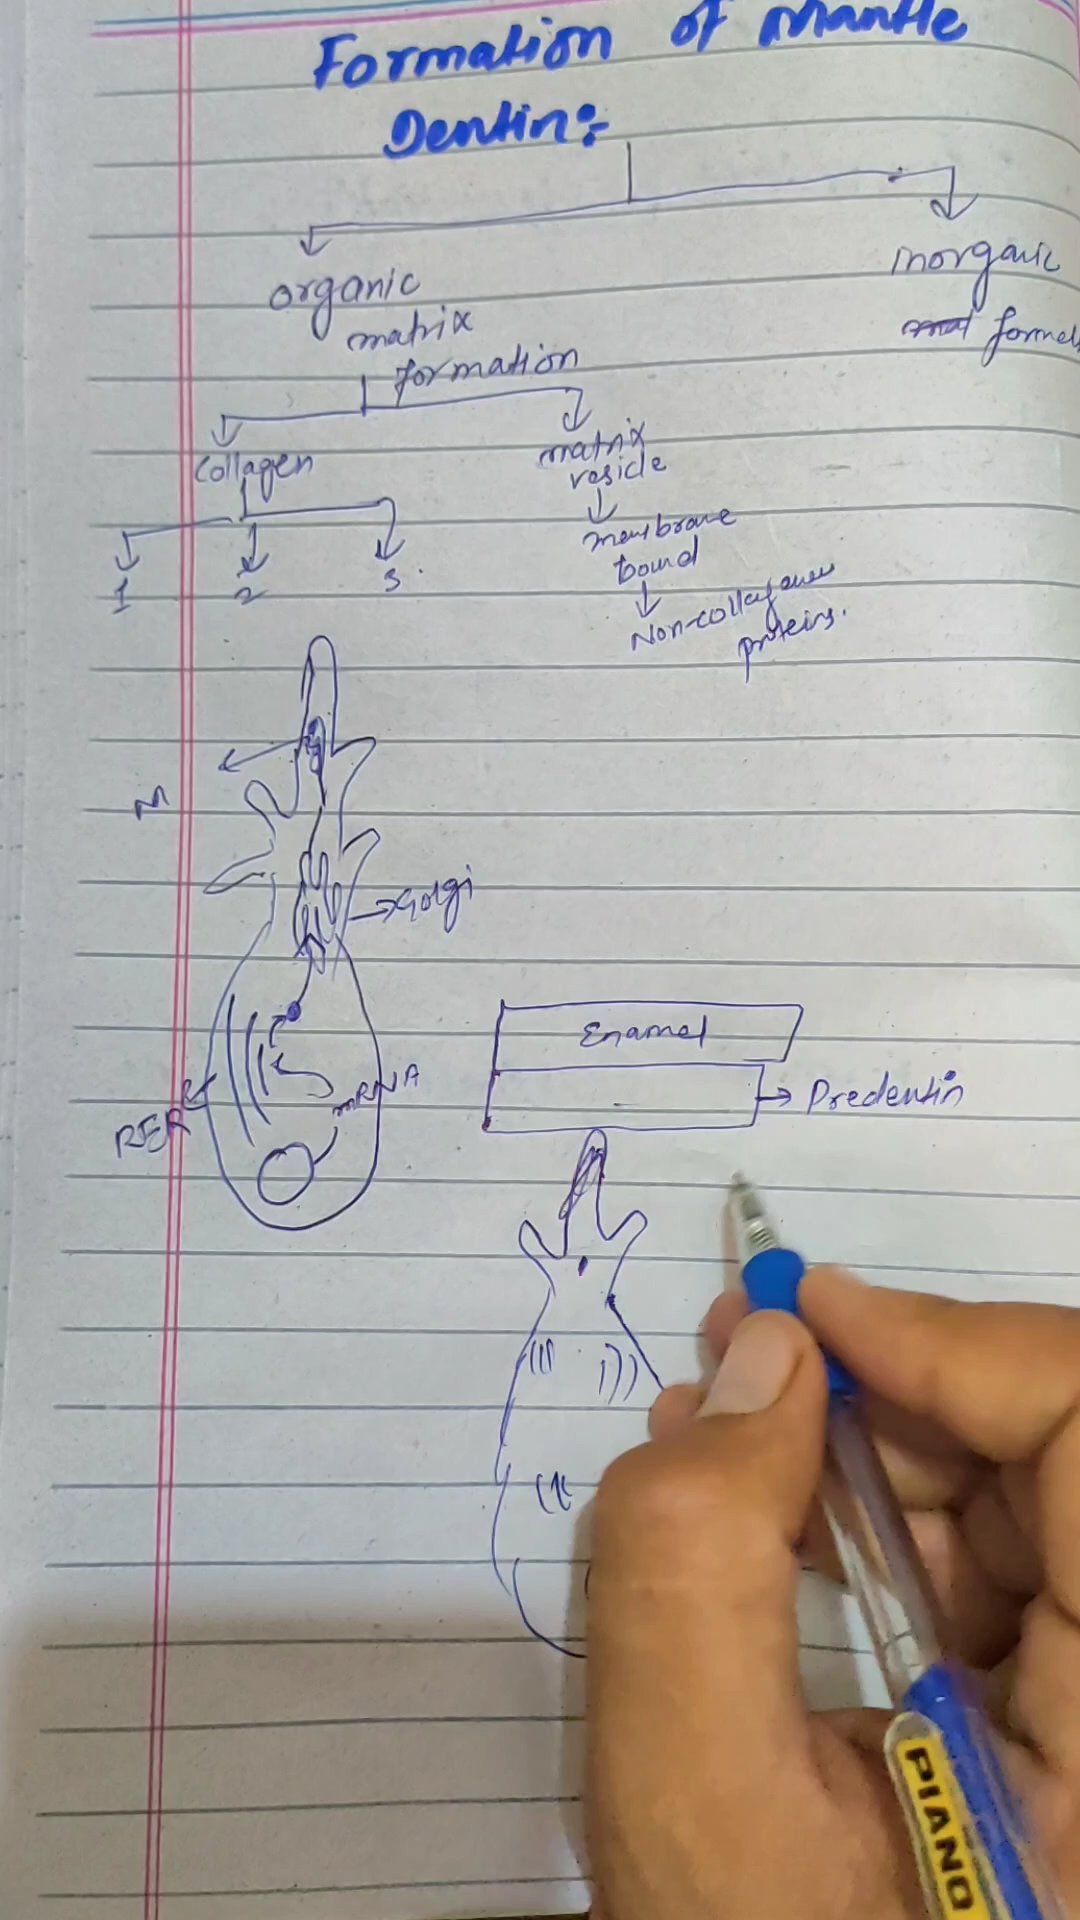 Formation of Mantle
Dentin:-
organic
matrix
formation
inorganic
collagen
1
2
3.
matrix
vesicle
membrane
bound
Non-collagenous
proteins.
M
Golgi
RER
mRNA
Enamel
Predentin
PIANO